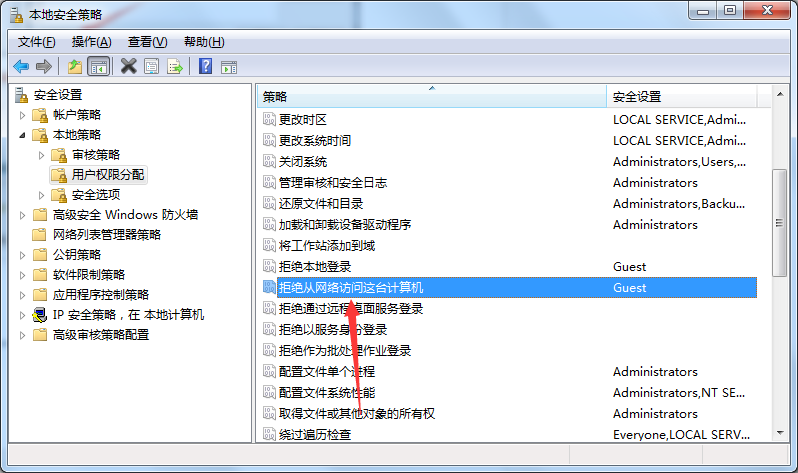 本地安全策略
文件(F) 操作(A) 查看(V) 帮助(H)
安全设置
帐户策略
本地策略
审核策略
用户权限分配
安全选项
高级安全 Windows 防火墙
网络列表管理器策略
公钥策略
软件限制策略
应用程序控制策略
IP 安全策略，在 本地计算机
高级审核策略配置
策略 安全设置
更改时区 LOCAL SERVICE,Admi...
更改系统时间 LOCAL SERVICE,Admi...
关闭系统 Administrators,Users,...
管理审核和安全日志 Administrators
还原文件和目录 Administrators,Backu...
加载和卸载设备驱动程序 Administrators
将工作站添加到域
拒绝本地登录 Guest
拒绝从网络访问这台计算机 Guest
拒绝通过远程桌面服务登录
拒绝以服务身份登录
拒绝作为批处理作业登录
配置文件单个进程 Administrators
配置文件系统性能 Administrators,NT SE...
取得文件或其他对象的所有权 Administrators
绕过遍历检查 Everyone,LOCAL SERV...